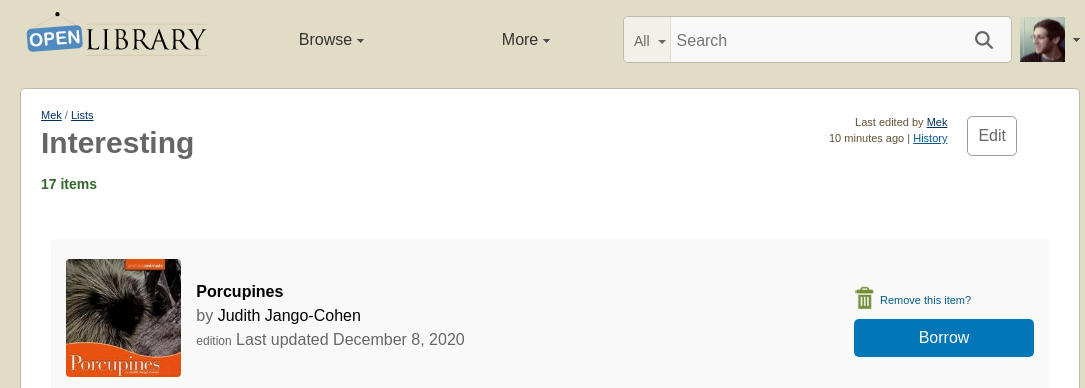 OPEN LIBRARY
Browse
More
All
Search
Mek / Lists
Interesting
Last edited by Mek
10 minutes ago | History
Edit
17 items
Porcupines
Porcupines
by Judith Jango-Cohen
edition Last updated December 8, 2020
Remove this item?
Borrow